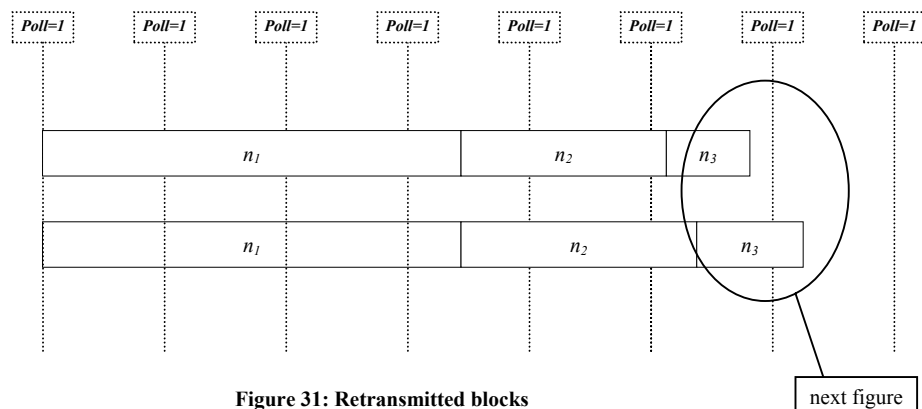 Poll=1 Poll=1 Poll=1 Poll=1 Poll=1 Poll=1 Poll=1 Poll=1
n1 n2 n3
n1 n2 n3
Figure 31: Retransmitted blocks
next figure